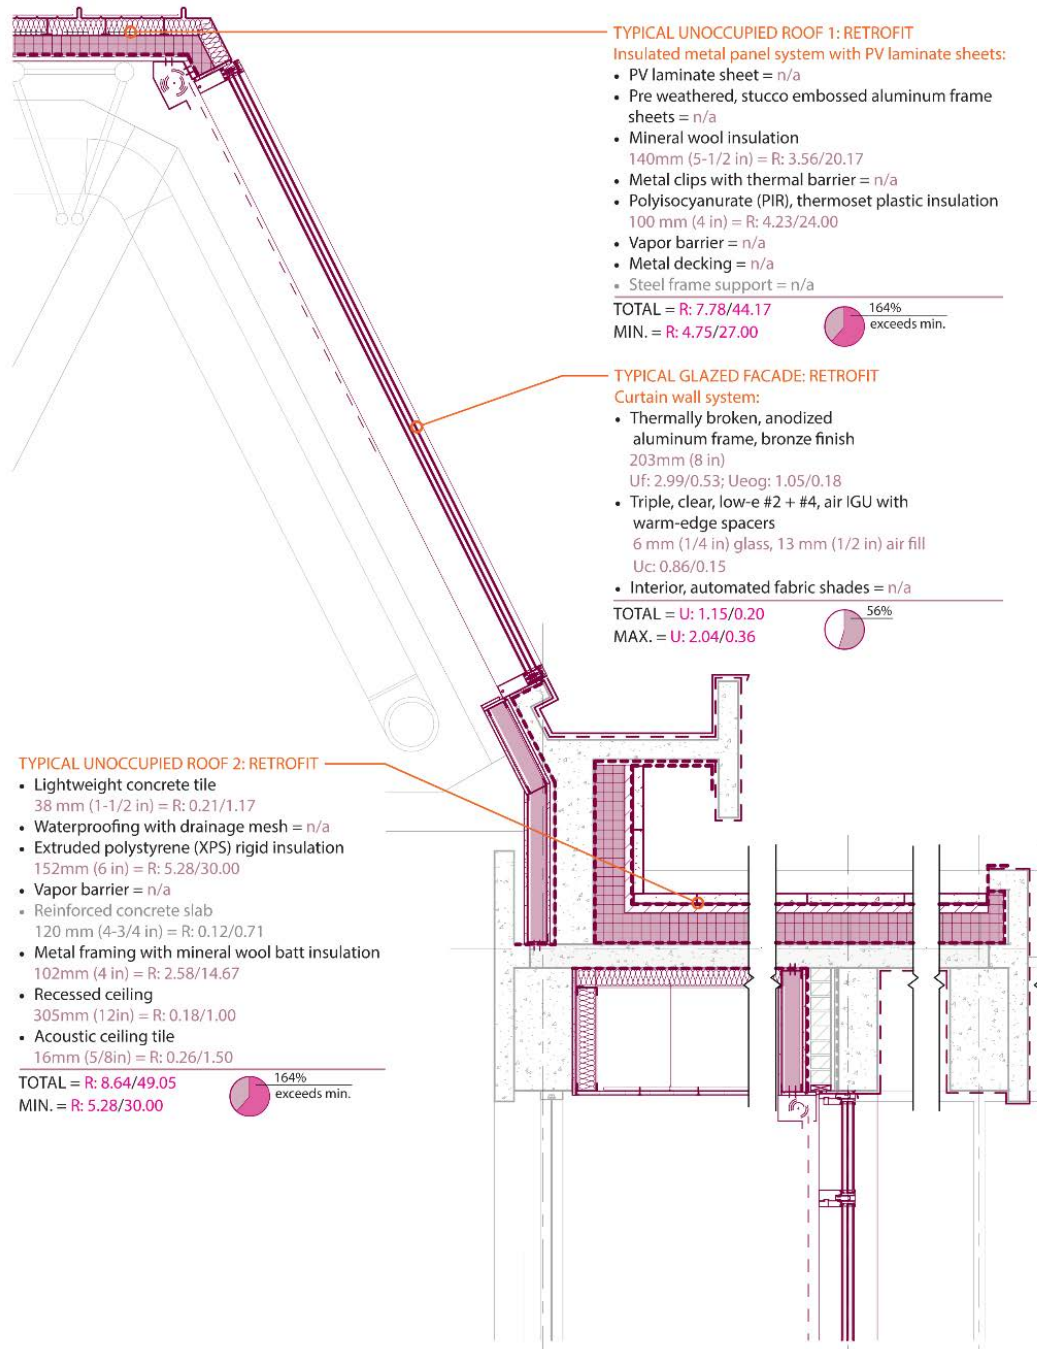 TYPICAL UNOCCUPIED ROOF 1: RETROFIT
Insulated metal panel system with PV laminate sheets:
• PV laminate sheet = n/a
• Pre weathered, stucco embossed aluminum frame
sheets = n/a
• Mineral wool insulation
140mm (5-1/2 in) = R: 3.56/20.17
• Metal clips with thermal barrier = n/a
• Polyisocyanurate (PIR), thermoset plastic insulation
100 mm (4 in) = R: 4.23/24.00
• Vapor barrier = n/a
• Metal decking = n/a
• Steel frame support = n/a
TOTAL = R: 7.78/44.17
MIN. = R: 4.75/27.00
164%
exceeds min.
TYPICAL GLAZED FACADE: RETROFIT
Curtain wall system:
• Thermally broken, anodized
aluminum frame, bronze finish
203mm (8 in)
Uf: 2.99/0.53; Ueog: 1.05/0.18
• Triple, clear, low-e #2 + #4, air IGU with
warm-edge spacers
6 mm (1/4 in) glass, 13 mm (1/2 in) air fill
Uc: 0.86/0.15
• Interior, automated fabric shades = n/a
TOTAL = U: 1.15/0.20
MAX. = U: 2.04/0.36
56%
TYPICAL UNOCCUPIED ROOF 2: RETROFIT
• Lightweight concrete tile
38 mm (1-1/2 in) = R: 0.21/1.17
• Waterproofing with drainage mesh = n/a
• Extruded polystyrene (XPS) rigid insulation
152mm (6 in) = R: 5.28/30.00
• Vapor barrier = n/a
• Reinforced concrete slab
120 mm (4-3/4 in) = R: 0.12/0.71
• Metal framing with mineral wool batt insulation
102mm (4 in) = R: 2.58/14.67
• Recessed ceiling
305mm (12in) = R: 0.18/1.00
• Acoustic ceiling tile
16mm (5/8in) = R: 0.26/1.50
TOTAL = R: 8.64/49.05
MIN. = R: 5.28/30.00
164%
exceeds min.